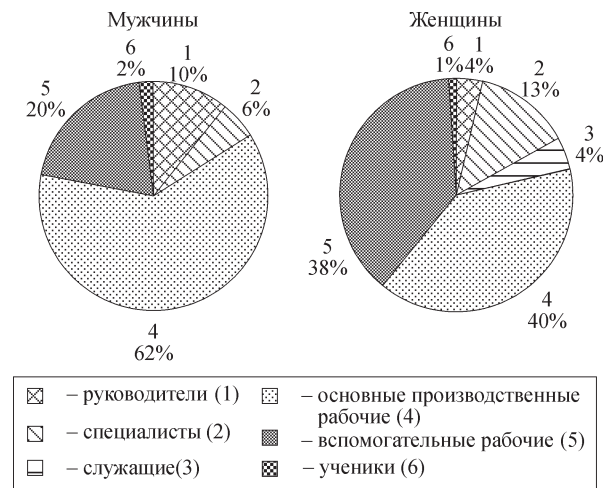 Мужчины
6
2%
1
10%
2
6%
5
20%
4
62%
Женщины
6
1%
1
4%
2
13%
3
4%
5
38%
4
40%
– руководители (1)
– специалисты (2)
– служащие(3)
– основные производственные
рабочие (4)
– вспомогательные рабочие (5)
– ученики (6)